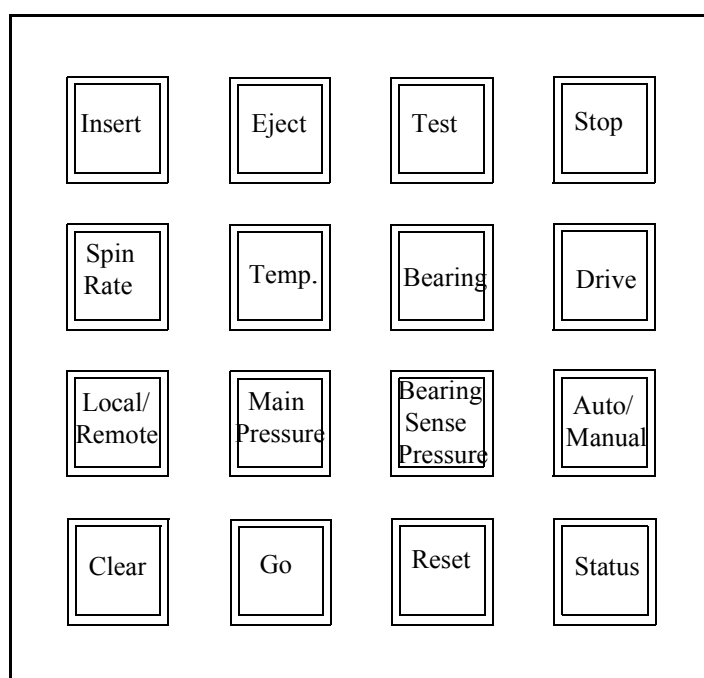 Insert
Eject
Test
Stop
Spin
Rate
Temp.
Bearing
Drive
Local/
Remote
Main
Pressure
Bearing
Sense
Pressure
Auto/
Manual
Clear
Go
Reset
Status